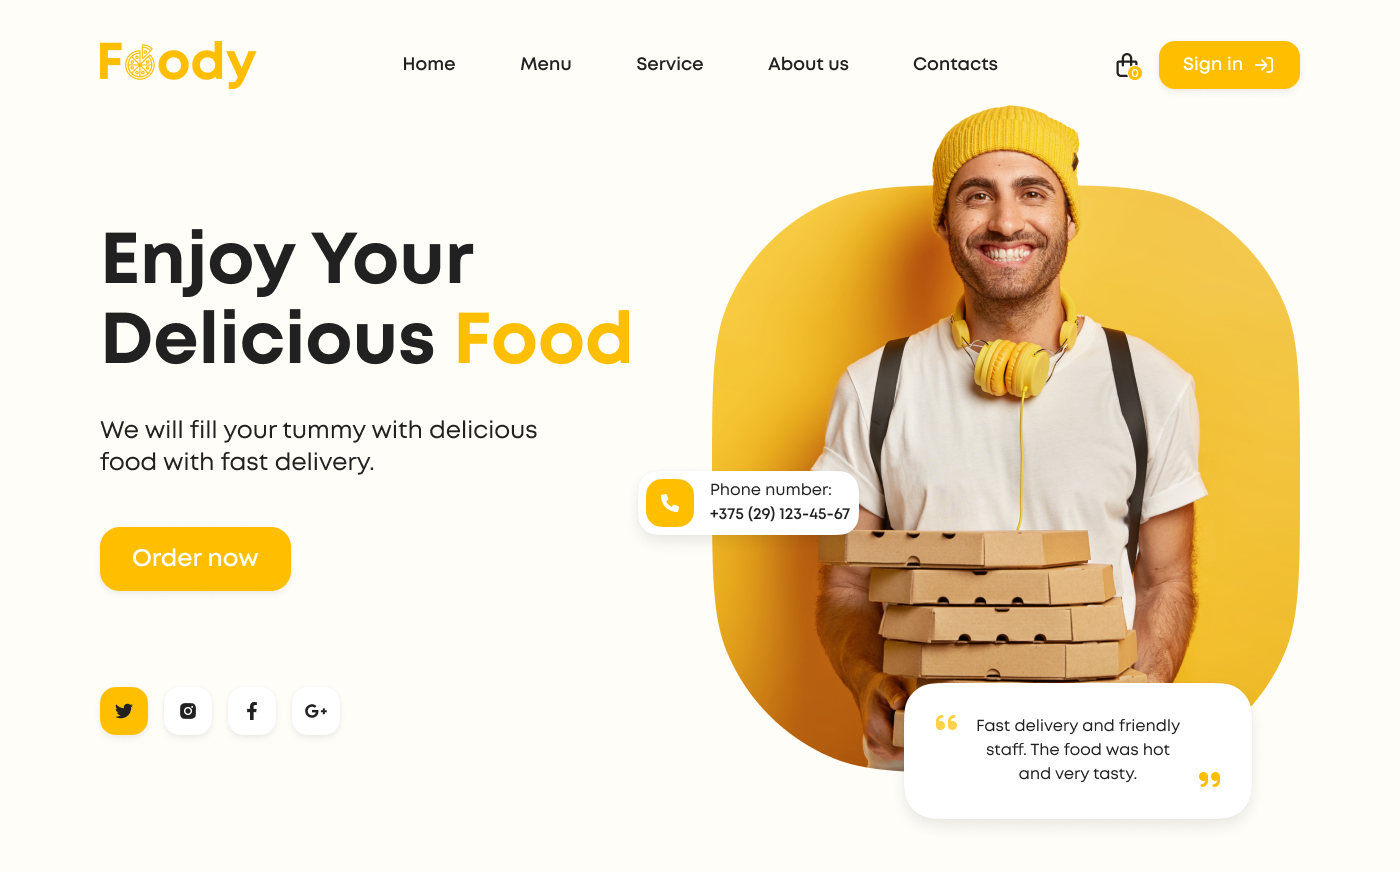 Foody
Home
Menu
Service
About us
Contacts
0
Sign in
Enjoy Your
Delicious Food
We will fill your tummy with delicious
food with fast delivery.
Order now
Phone number:
+375 (29) 123-45-67
“ Fast delivery and friendly
staff. The food was hot
and very tasty. ”
G+